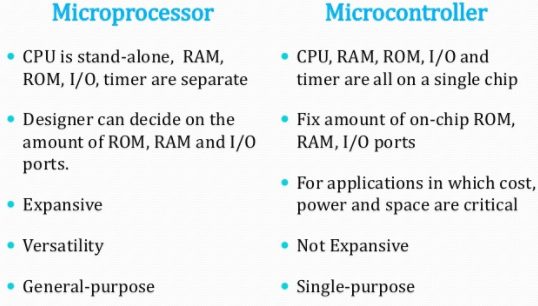 Microprocessor
• CPU is stand-alone, RAM,
ROM, I/O, timer are separate
• Designer can decide on the
amount of ROM, RAM and I/O
ports.
• Expansive
• Versatility
• General-purpose
Microcontroller
• CPU, RAM, ROM, I/O and
timer are all on a single chip
• Fix amount of on-chip ROM,
RAM, I/O ports
• For applications in which cost,
power and space are critical
• Not Expansive
• Single-purpose